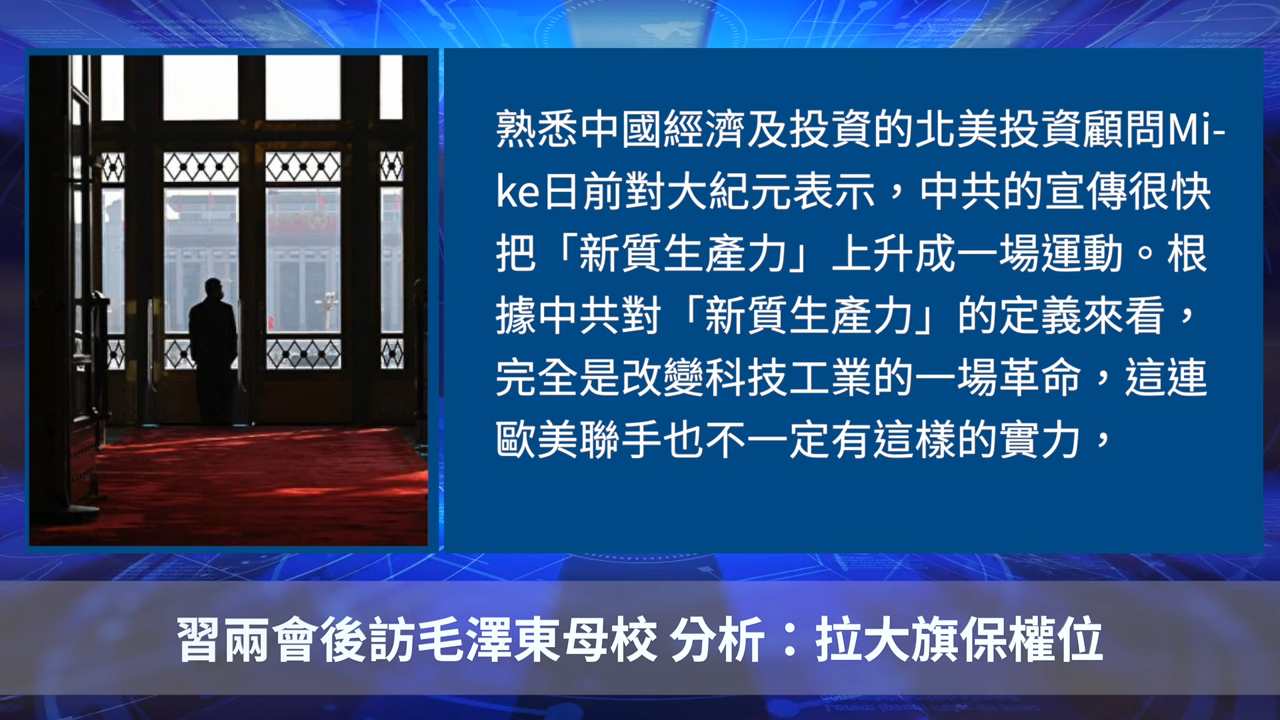 熟悉中國經濟及投資的北美投資顧問Mi-
ke日前對大紀元表示，中共的宣傳很快
把「新質生產力」上升成一場運動。根
據中共對「新質生產力」的定義來看，
完全是改變科技工業的一場革命，這連
歐美聯手也不一定有這樣的實力，
習兩會後訪毛澤東母校 分析：拉大旗保權位